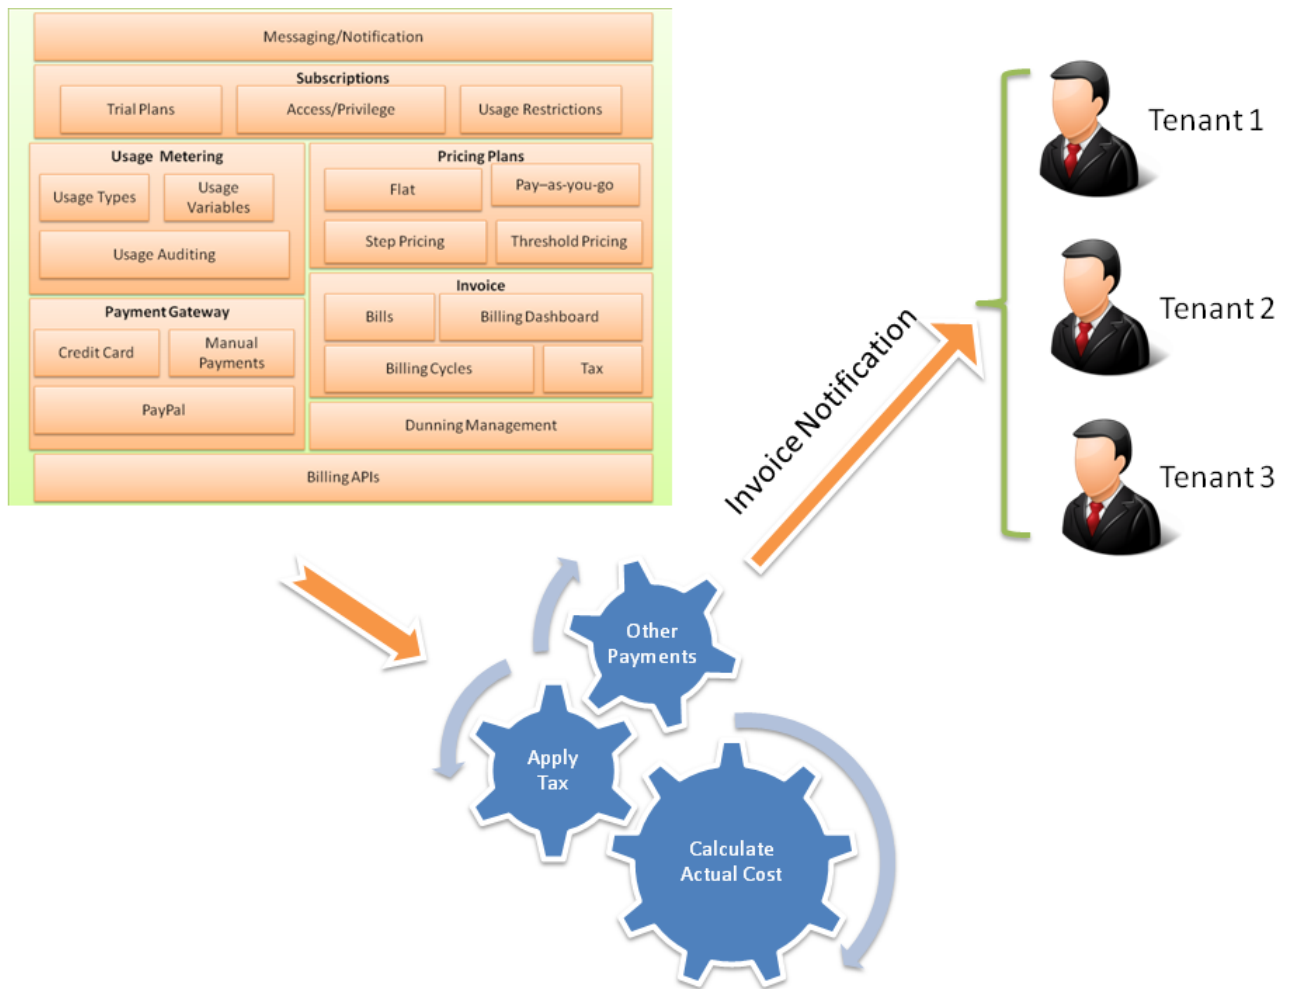 Messaging/Notification
Subscriptions
Trial Plans
Access/Privilege
Usage Restrictions
Usage Metering
Usage Types
Usage
Variables
Usage Auditing
Pricing Plans
Flat
Pay–as-you-go
Step Pricing
Threshold Pricing
Payment Gateway
Credit Card
Manual
Payments
PayPal
Invoice
Bills
Billing Dashboard
Billing Cycles
Tax
Dunning Management
Billing APIs
Invoice Notification
Tenant 1
Tenant 2
Tenant 3
Other
Payments
Apply
Tax
Calculate
Actual Cost